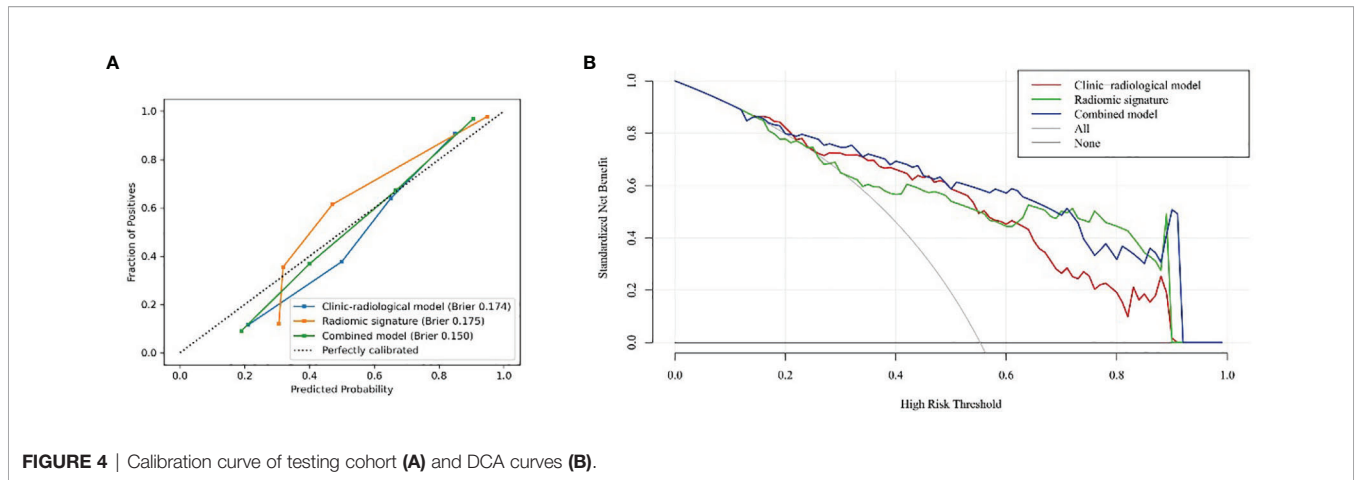 A
1.0
0.8
0.6
0.4
0.2
0.0
Fraction of Positives
Clinic-radiological model (Brier 0.174)
Radiomic signature (Brier 0.175)
Combined model (Brier 0.150)
Perfectly calibrated
0.0 0.2 0.4 0.6 0.8 1.0
Predicted Probability
B
1.0
0.8
0.6
0.4
0.2
0.0
Standardized Net Benefit
Clinic-radiological model
Radiomic signature
Combined model
All
None
0.0 0.2 0.4 0.6 0.8 1.0
High Risk Threshold
FIGURE 4 | Calibration curve of testing cohort (A) and DCA curves (B).